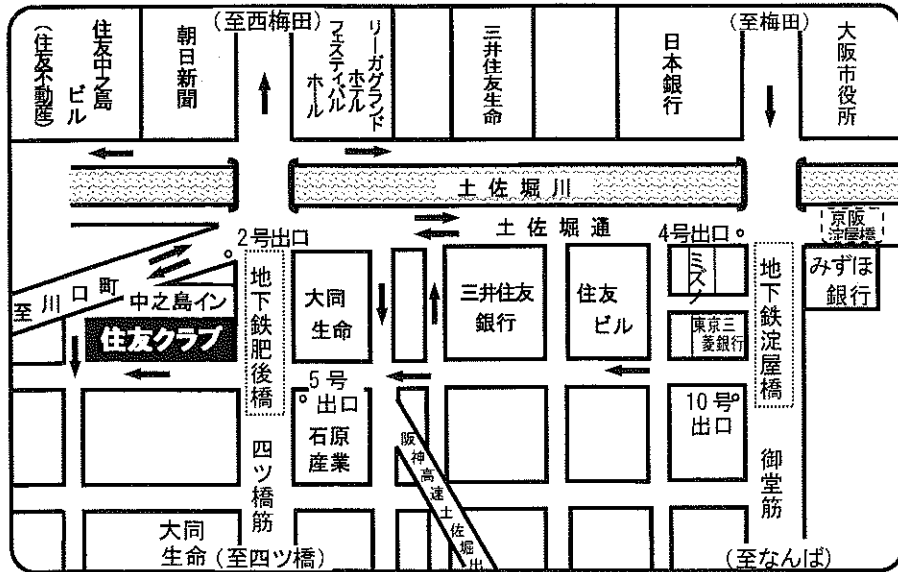 (至西梅田)
(至梅田)
住友中之島
ビル
(住友不動産)
朝日新聞
リーガグランド
ホテル
フェスティバル
ホール
三井住友生命
日本銀行
大阪市役所
土佐堀川
土佐堀通
京阪
淀屋橋
2号出口
4号出口
至川口町
中之島イン
住友クラブ
地下鉄肥後橋
大同
生命
三井住友
銀行
住友
ビル
ミズノ
東京三
菱銀行
地下鉄淀屋橋
みずほ
銀行
5号
出口
石原
産業
10号
出口
四ツ橋筋
阪神高速土佐堀出
御堂筋
大同
生命
(至四ツ橋)
(至なんば)